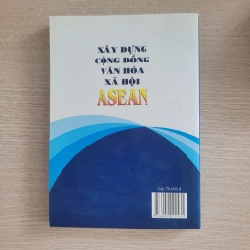 XÂY DỰNG
CỘNG ĐỒNG
VĂN HÓA
XÃ HỘI
ASEAN